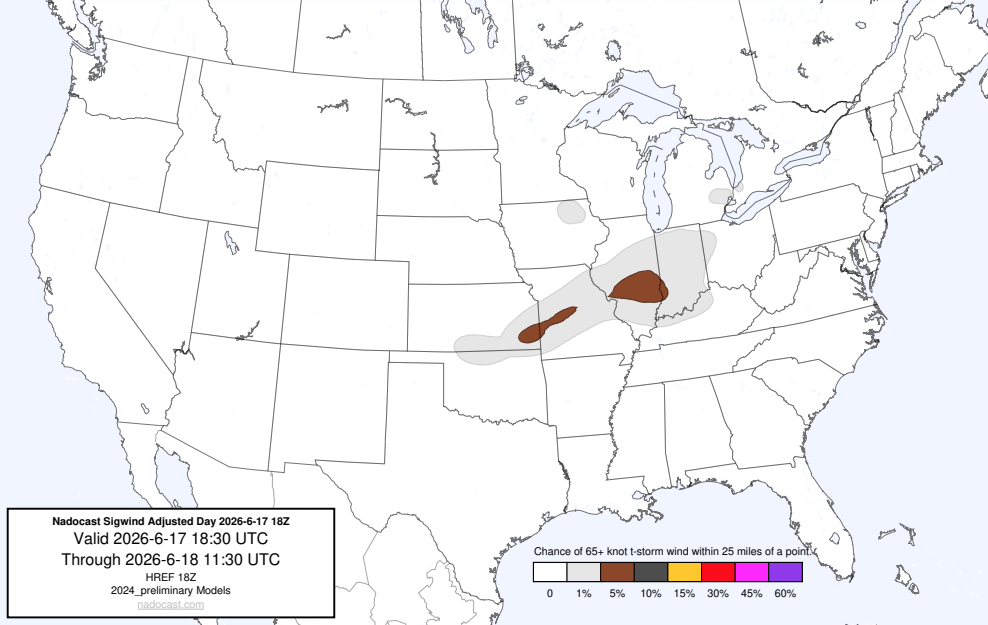 Nadocast Sigwind Adjusted Day 2026-6-17 18Z
Valid 2026-6-17 18:30 UTC
Through 2026-6-18 11:30 UTC
HREF 18Z
2024_preliminary Models
nadocast.com
Chance of 65+ knot t-storm wind within 25 miles of a point.
0 1% 5% 10% 15% 30% 45% 60%